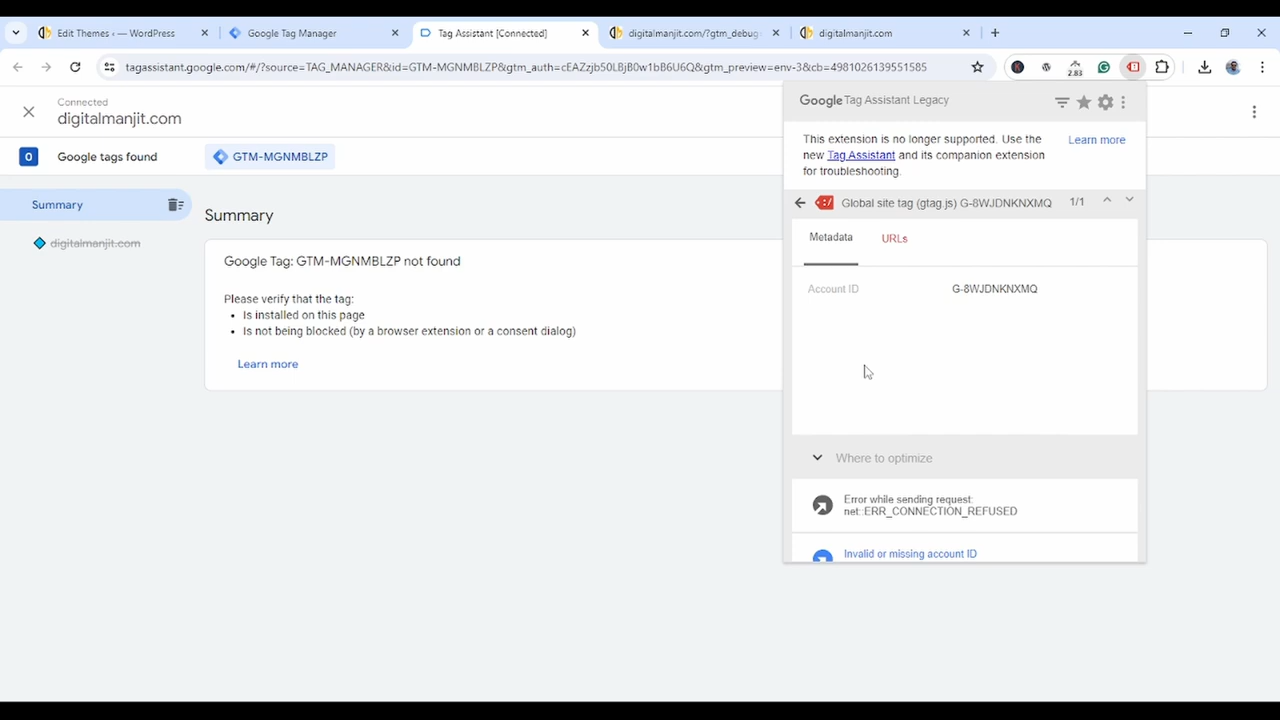 Edit Themes ‹ — WordPress
Google Tag Manager
Tag Assistant [Connected]
digitalmanjit.com/?gtm_debug
digitalmanjit.com
tagassistant.google.com/#/?source=TAG_MANAGER&id=GTM-MGNMBLZP&gtm_auth=cEAZzjb50LBjB0w1bB6U6Q&gtm_preview=env-3&cb=4981026139551585
2.83
Connected
digitalmanjit.com
0
Google tags found
GTM-MGNMBLZP
Summary
digitalmanjit.com
Summary
Google Tag: GTM-MGNMBLZP not found
Please verify that the tag:
• Is installed on this page
• Is not being blocked (by a browser extension or a consent dialog)
Learn more
Google Tag Assistant Legacy
This extension is no longer supported. Use the
new Tag Assistant and its companion extension
for troubleshooting.
Learn more
Global site tag (gtag.js) G-8WJDNKNXMQ
1/1
Metadata
URLs
Account ID
G-8WJDNKNXMQ
Where to optimize
Error while sending request:
net::ERR_CONNECTION_REFUSED
Invalid or missing account ID